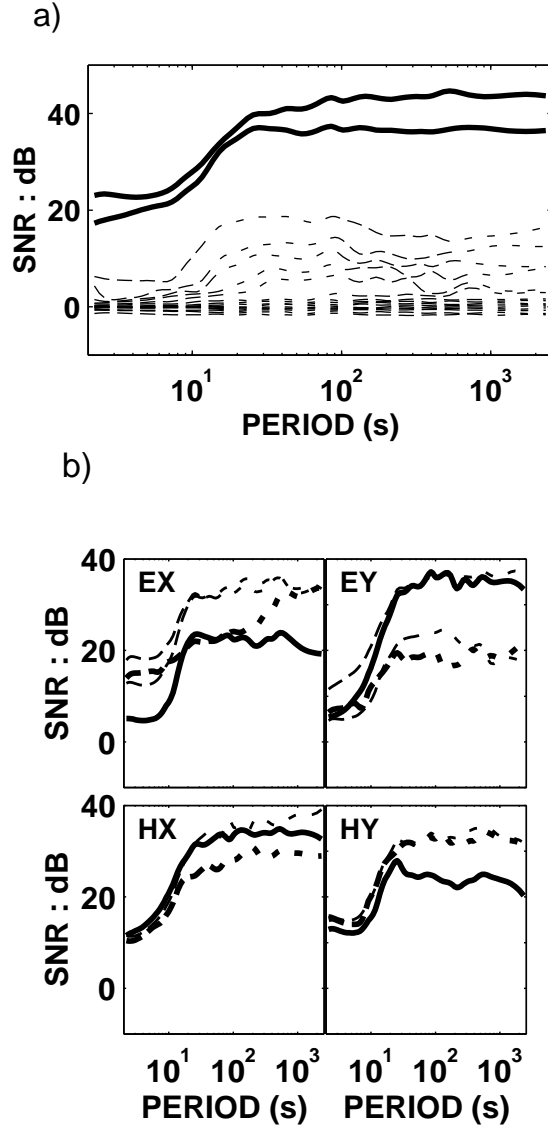 a)
SNR : dB
40
20
0
10^1 10^2 10^3
PERIOD (s)
b)
EX EY
SNR : dB
40
20
0
HX HY
SNR : dB
40
20
0
10^1 10^2 10^3 10^1 10^2 10^3
PERIOD (s) PERIOD (s)